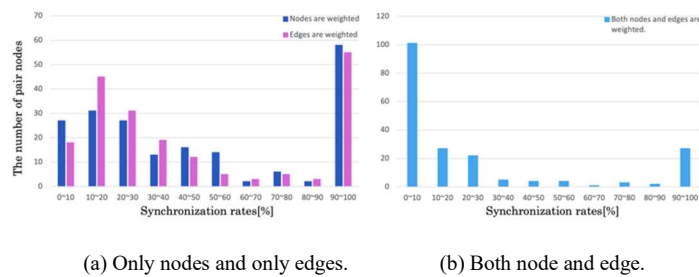 Nodes are weighted
Edges are weighted
The number of pair nodes
70
60
50
40
30
20
10
0
0~10 10~20 20~30 30~40 40~50 50~60 60~70 70~80 80~90 90~100
Synchronization rates[%]
(a) Only nodes and only edges.
Both nodes and edges are
weighted.
120
100
80
60
40
20
0
0~10 10~20 20~30 30~40 40~50 50~60 60~70 70~80 80~90 90~100
Synchronization rates[%]
(b) Both node and edge.